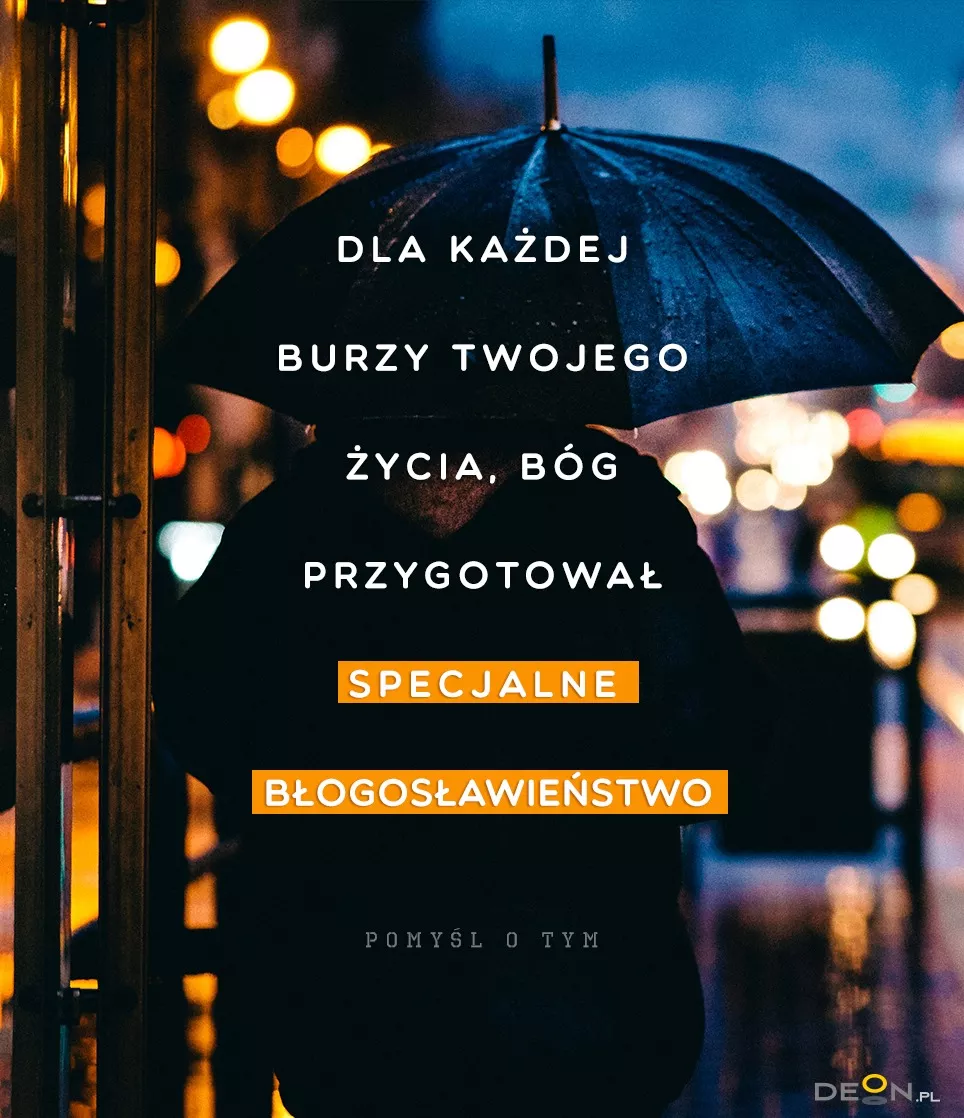 DLA KAŻDEJ
BURZY TWOJEGO
ŻYCIA, BÓG
PRZYGOTOWAŁ
SPECJALNE
BŁOGOSŁAWIEŃSTWO
POMYŚL O TYM
DEON.PL